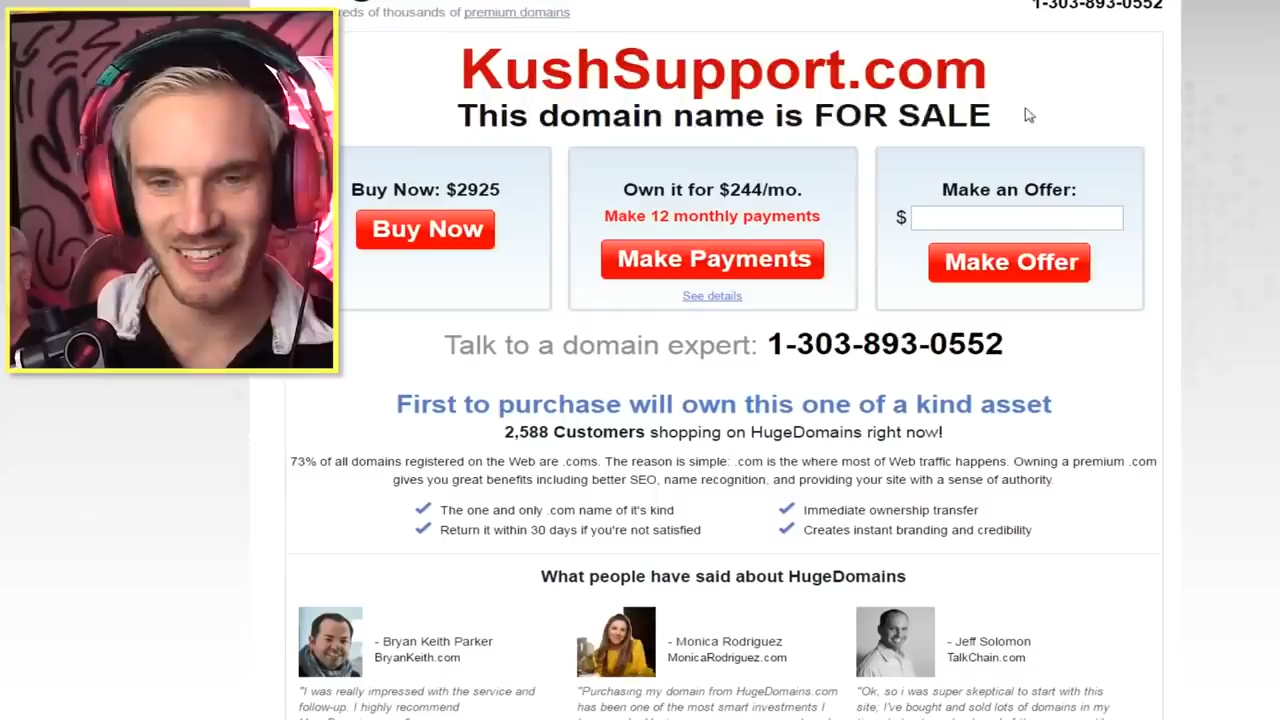 reds of thousands of premium domains
1-303-893-0552
KushSupport.com
This domain name is FOR SALE
Buy Now: $2925
Buy Now
Own it for $244/mo.
Make 12 monthly payments
Make Payments
See details
Make an Offer:
$
Make Offer
Talk to a domain expert: 1-303-893-0552
First to purchase will own this one of a kind asset
2,588 Customers shopping on HugeDomains right now!
73% of all domains registered on the Web are .coms. The reason is simple: .com is the where most of Web traffic happens. Owning a premium .com
gives you great benefits including better SEO, name recognition, and providing your site with a sense of authority.
The one and only .com name of it's kind
Immediate ownership transfer
Return it within 30 days if you're not satisfied
Creates instant branding and credibility
What people have said about HugeDomains
- Bryan Keith Parker
BryanKeith.com
- Monica Rodriguez
MonicaRodriguez.com
- Jeff Solomon
TalkChain.com
"I was really impressed with the service and
follow-up. I highly recommend
"Purchasing my domain from HugeDomains.com
has been one of the most smart investments I
"Ok, so i was super skeptical to start with this
site; I've bought and sold lots of domains in my